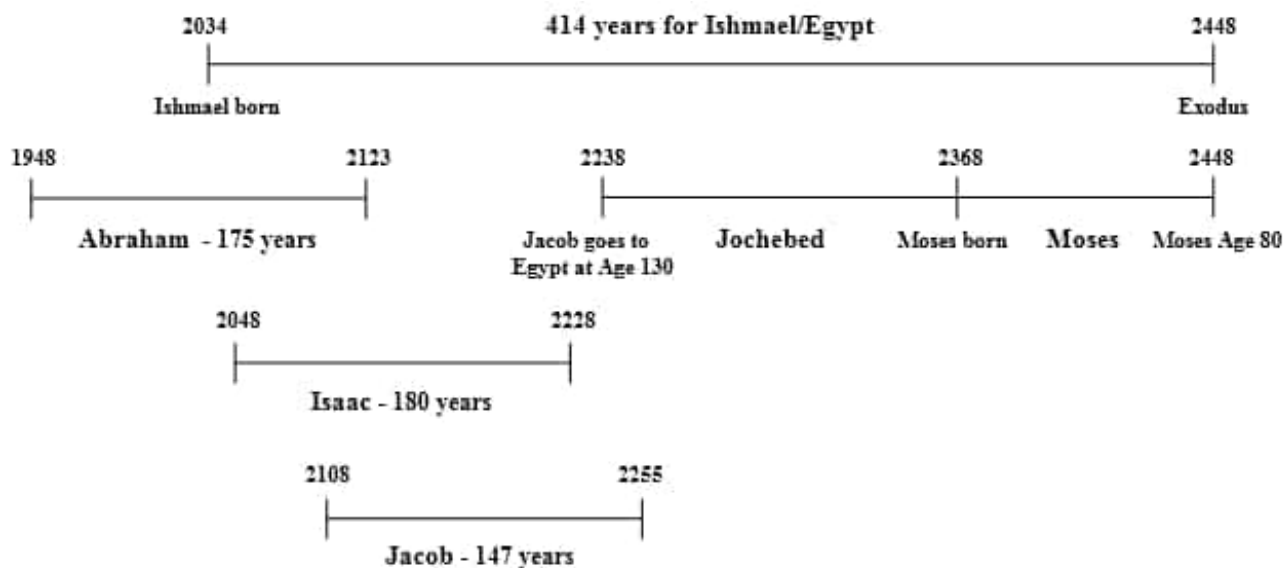 2034 414 years for Ishmael/Egypt 2448
Ishmael born Exodus
1948 2123 2238 2368 2448
Abraham - 175 years Jacob goes to Jochebed Moses born Moses Moses Age 80
Egypt at Age 130
2048 2228
Isaac - 180 years
2108 2255
Jacob - 147 years